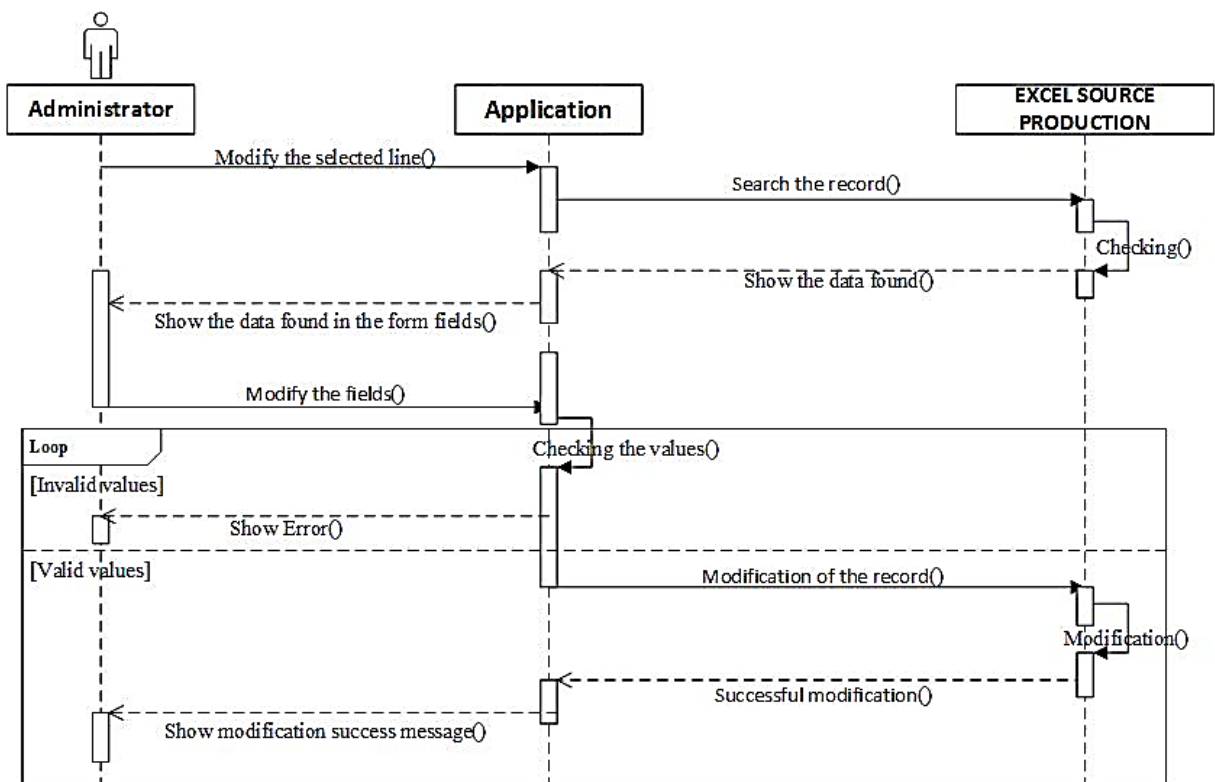 Administrator
Application
EXCEL SOURCE
PRODUCTION
Modify the selected line()
Search the record()
Checking()
Show the data found()
Show the data found in the form fields()
Modify the fields()
Loop
Checking the values()
[Invalid values]
Show Error()
[Valid values]
Modification of the record()
Modification()
Successful modification()
Show modification success message()